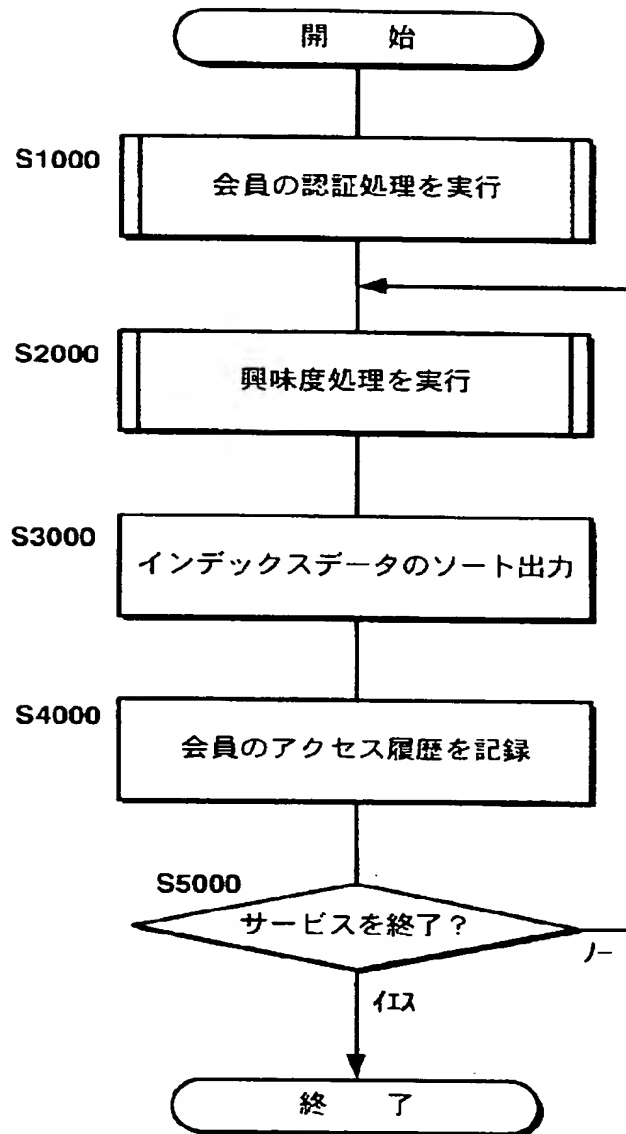 開 始
S1000
会員の認証処理を実行
S2000
興味度処理を実行
S3000
インデックスデータのソート出力
S4000
会員のアクセス履歴を記録
S5000
サービスを終了?
ノー
イエス
終 了